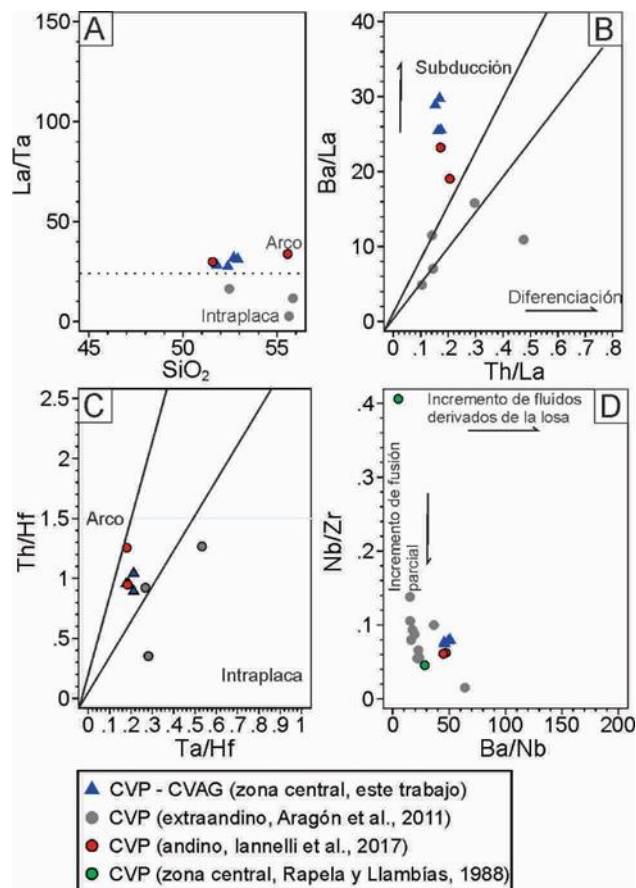 A
La/Ta
150
100
50
0
Arco
Intraplaca
45 50 55
SiO2
B
Ba/La
40
30
20
10
0
Subducción
Diferenciación
0 .1 .2 .3 .4 .5 .6 .7 .8
Th/La
C
Th/Hf
2.5
2
1.5
1
.5
0
Arco
Intraplaca
0 .1 .2 .3 .4 .5 .6 .7 .8 .9 1
Ta/Hf
D
Nb/Zr
.4
.3
.2
.1
0
Incremento de fluídos
derivados de la losa
Incremento de fusión
parcial
0 50 100 150 200
Ba/Nb
CVP - CVAG (zona central, este trabajo)
CVP (extraandino, Aragón et al., 2011)
CVP (andino, Iannelli et al., 2017)
CVP (zona central, Rapela y Llambías, 1988)